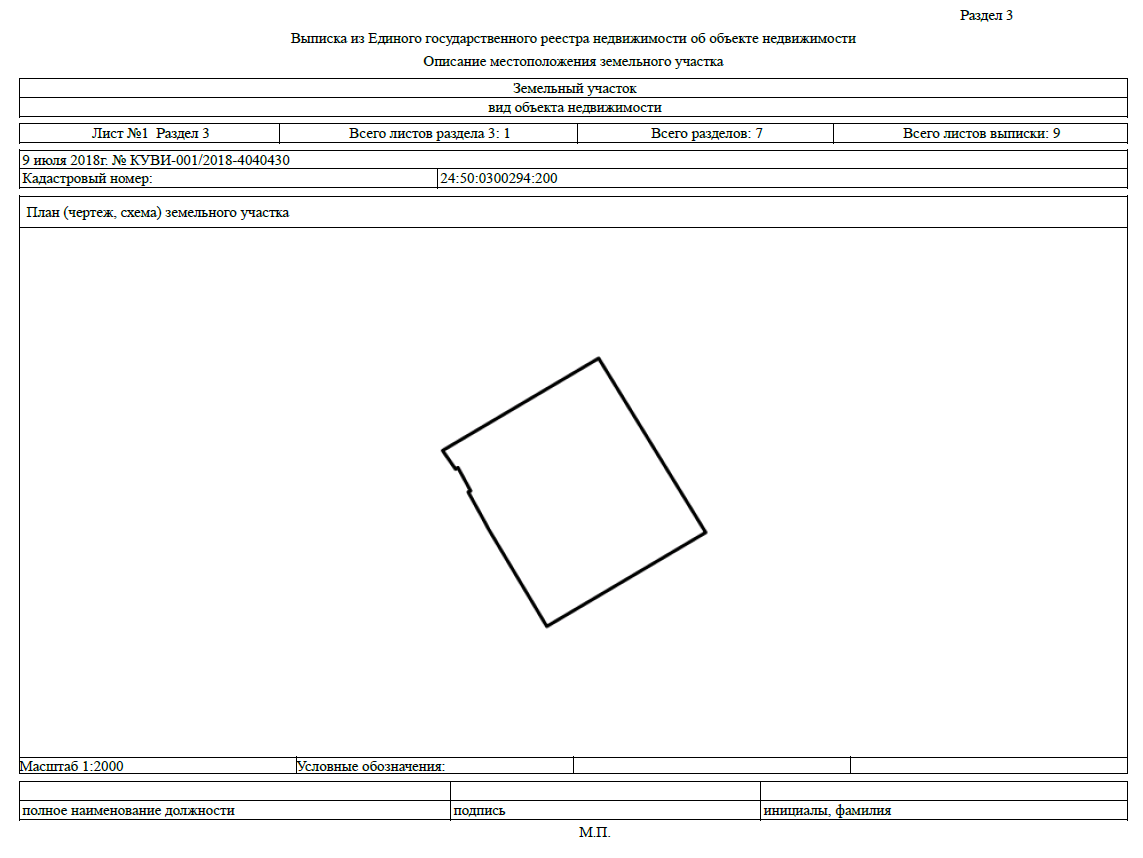 Раздел 3
Выписка из Единого государственного реестра недвижимости об объекте недвижимости
Описание местоположения земельного участка
Земельный участок
вид объекта недвижимости
Лист №1 Раздел 3 Всего листов раздела 3: 1 Всего разделов: 7 Всего листов выписки: 9
9 июля 2018г. № КУВИ-001/2018-4040430
Кадастровый номер: 24:50:0300294:200
План (чертеж, схема) земельного участка
Масштаб 1:2000 Условные обозначения:
полное наименование должности подпись инициалы, фамилия
М.П.